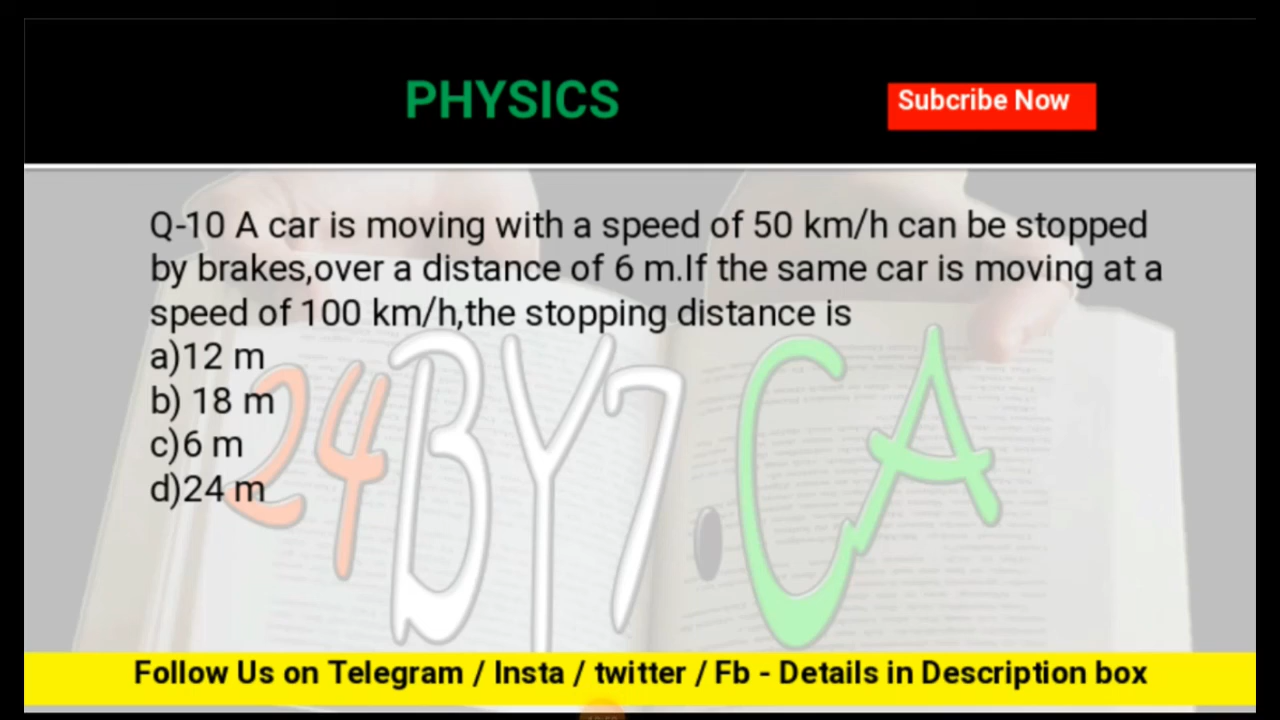 PHYSICS
Subcribe Now
Q-10 A car is moving with a speed of 50 km/h can be stopped
by brakes,over a distance of 6 m.If the same car is moving at a
speed of 100 km/h,the stopping distance is
a)12 m
b) 18 m
c)6 m
d)24 m
24BY7.CA
Follow Us on Telegram / Insta / twitter / Fb - Details in Description box